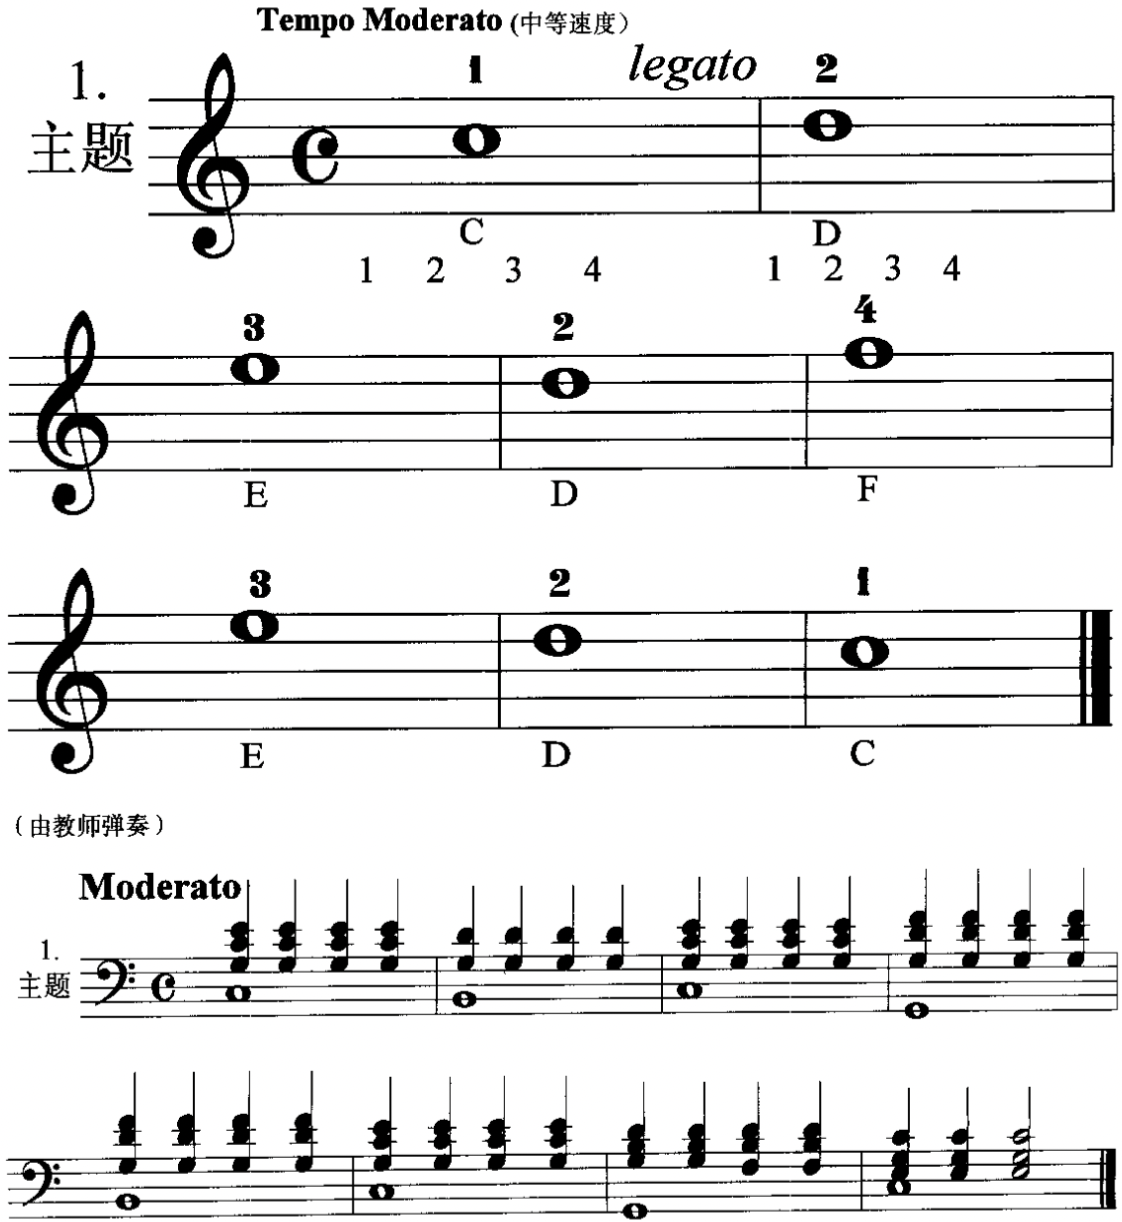 Tempo Moderato (中等速度)
1.
主题
1 legato 2
C D
1 2 3 4 1 2 3 4
3 2 4
E D F
3 2 1
E D C
(由教师弹奏)
Moderato
1.
主题